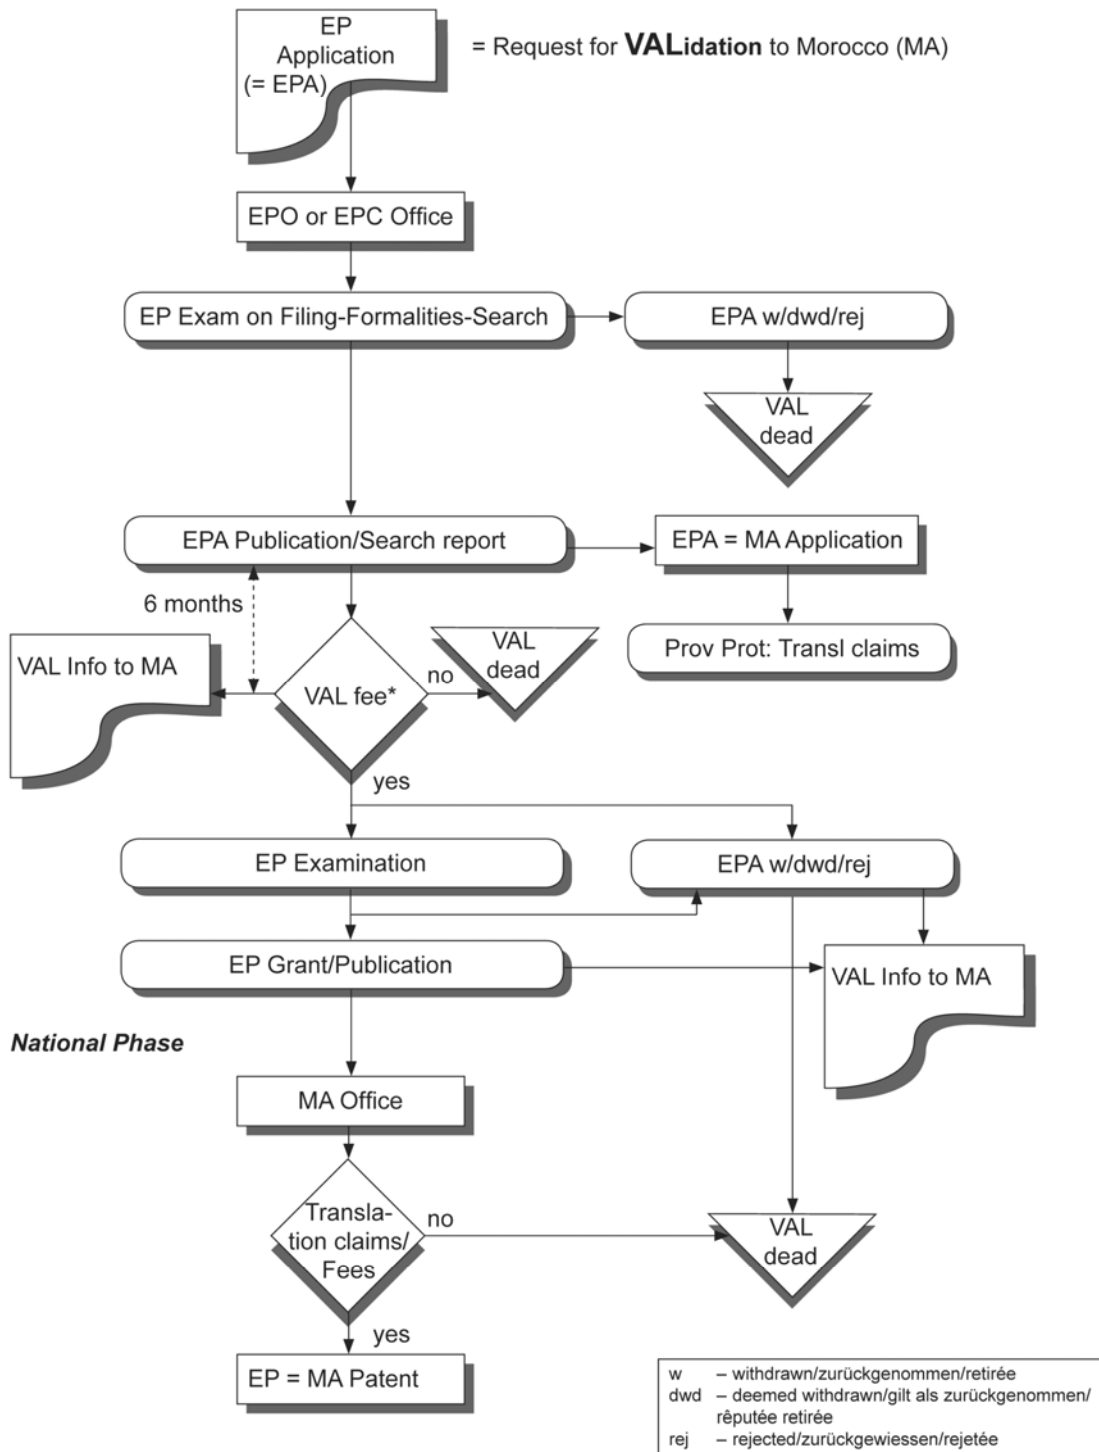 EP
Application
(= EPA)
= Request for VALidation to Morocco (MA)
EPO or EPC Office
EP Exam on Filing-Formalities-Search
EPA w/dwd/rej
VAL
dead
EPA Publication/Search report
EPA = MA Application
6 months
Prov Prot: Transl claims
VAL Info to MA
VAL fee*
no
VAL
dead
yes
EP Examination
EPA w/dwd/rej
EP Grant/Publication
VAL Info to MA
National Phase
MA Office
Transla-
tion claims/
Fees
no
VAL
dead
yes
EP = MA Patent
w – withdrawn/zurückgenommen/retirée
dwd – deemed withdrawn/gilt als zurückgenommen/
rêputée retirée
rej – rejected/zurückgewiessen/rejetée